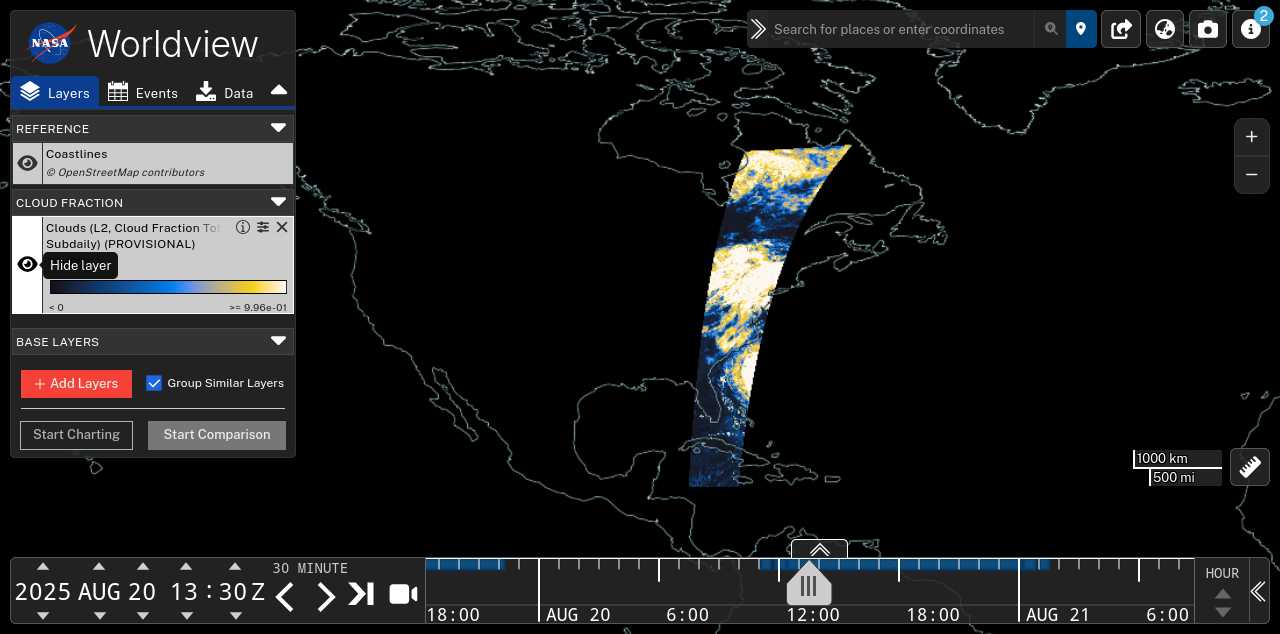 NASA Worldview
Layers Events Data
REFERENCE
Coastlines
© OpenStreetMap contributors
CLOUD FRACTION
Clouds (L2, Cloud Fraction
Subdaily) (PROVISIONAL)
Hide layer
< 0 >= 9.96e-01
BASE LAYERS
+ Add Layers Group Similar Layers
Start Charting Start Comparison
Search for places or enter coordinates
2
+
−
1000 km
500 mi
2025 AUG 20 13 : 30 Z
30 MINUTE
18:00 AUG 20 6:00 12:00 18:00 AUG 21 6:00
HOUR